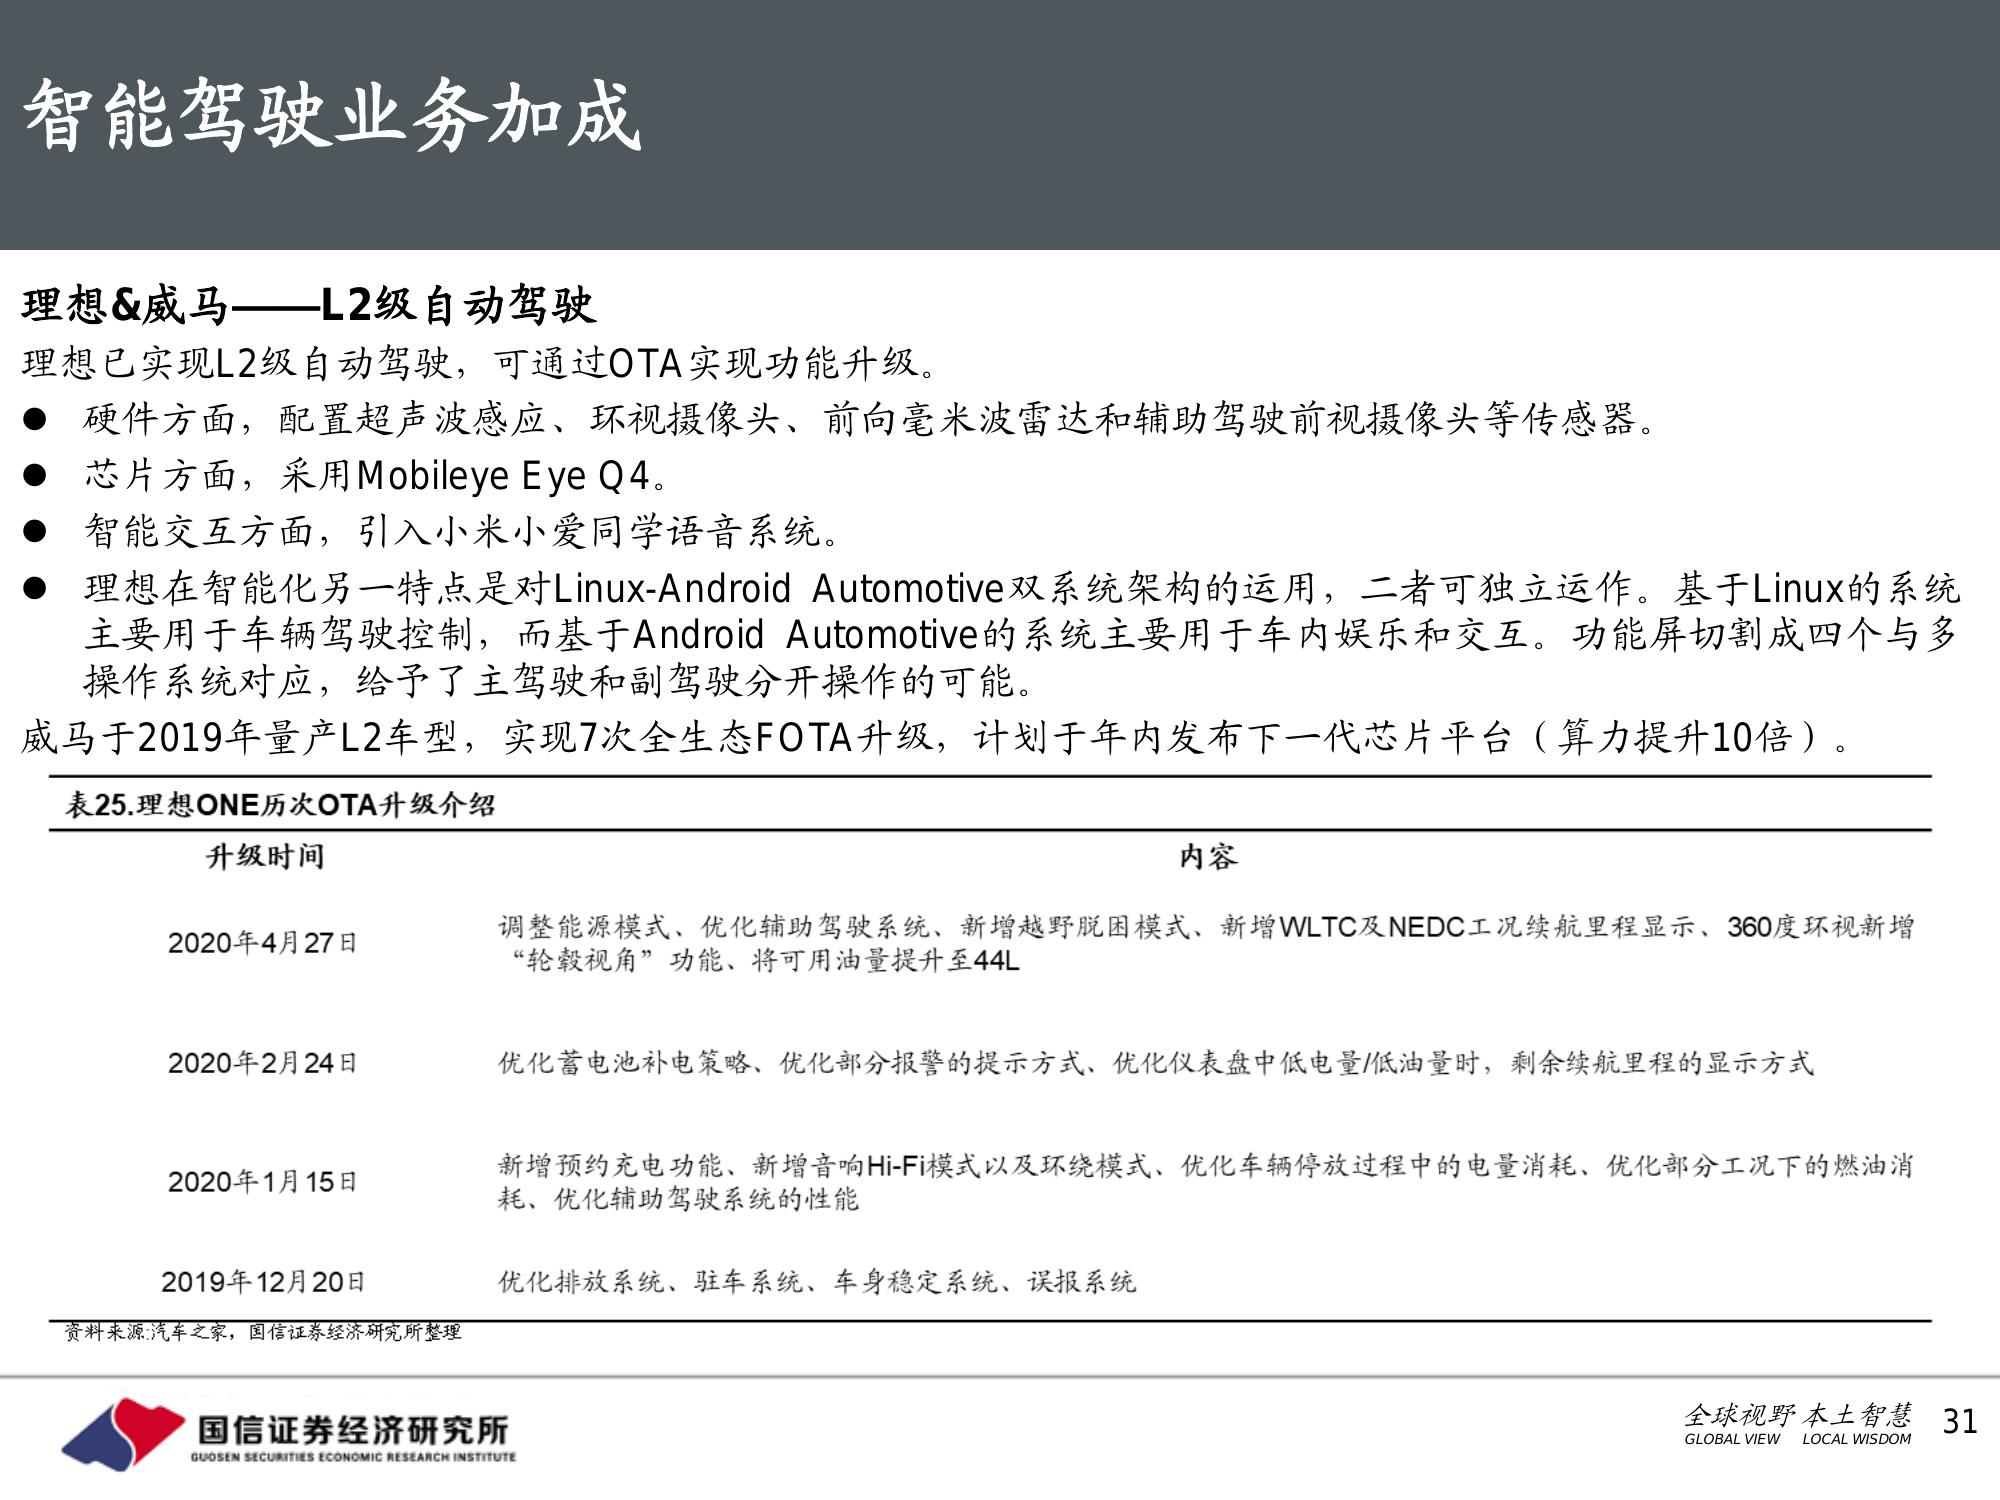 智能驾驶业务加成
理想&威马——L2级自动驾驶
理想已实现L2级自动驾驶，可通过OTA实现功能升级。
● 硬件方面，配置超声波感应、环视摄像头、前向毫米波雷达和辅助驾驶前视摄像头等传感器。
● 芯片方面，采用Mobileye Eye Q4。
● 智能交互方面，引入小米小爱同学语音系统。
● 理想在智能化另一特点是对Linux-Android Automotive双系统架构的运用，二者可独立运作。基于Linux的系统
主要用于车辆驾驶控制，而基于Android Automotive的系统主要用于车内娱乐和交互。功能屏切割成四个与多
操作系统对应，给予了主驾驶和副驾驶分开操作的可能。
威马于2019年量产L2车型，实现7次全生态FOTA升级，计划于年内发布下一代芯片平台（算力提升10倍）。
表25.理想ONE历次OTA升级介绍
升级时间 内容
2020年4月27日 调整能源模式、优化辅助驾驶系统、新增越野脱困模式、新增WLTC及NEDC工况续航里程显示、360度环视新增
“轮毂视角”功能、将可用油量提升至44L
2020年2月24日 优化蓄电池补电策略、优化部分报警的提示方式、优化仪表盘中低电量/低油量时，剩余续航里程的显示方式
2020年1月15日 新增预约充电功能、新增音响Hi-Fi模式以及环绕模式、优化车辆停放过程中的电量消耗、优化部分工况下的燃油消
耗、优化辅助驾驶系统的性能
2019年12月20日 优化排放系统、驻车系统、车身稳定系统、误报系统
资料来源:汽车之家，国信证券经济研究所整理
国信证券经济研究所
GUOSEN SECURITIES ECONOMIC RESEARCH INSTITUTE
全球视野 本土智慧
GLOBAL VIEW LOCAL WISDOM
31